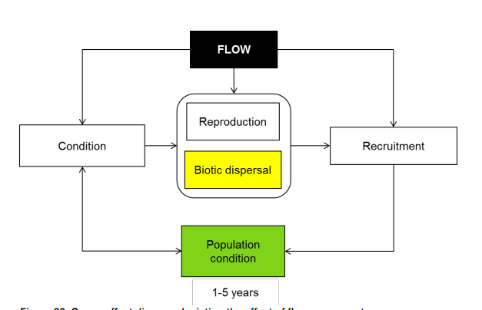 FLOW
Reproduction
Condition
Recruitment
Biotic dispersal
Population
condition
1-5 years